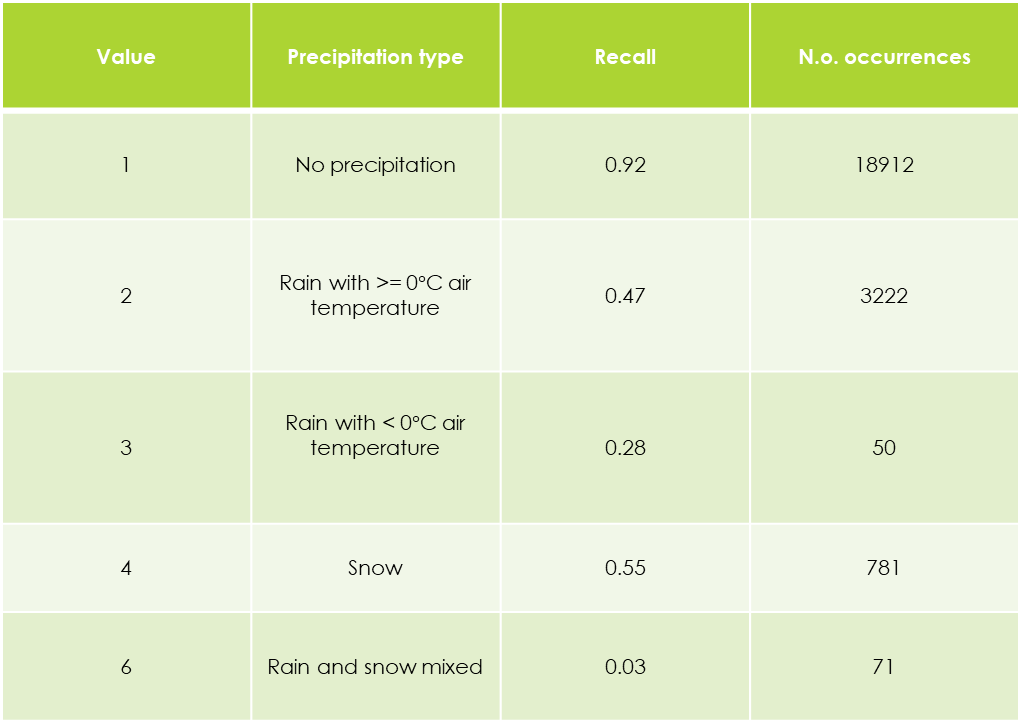 Value Precipitation type Recall N.o. occurrences
1 No precipitation 0.92 18912
Rain with >= 0°C air
2 temperature 0.47 3222
Rain with < 0°C air
3 temperature 0.28 50
4 Snow 0.55 781
6 Rain and snow mixed 0.03 71